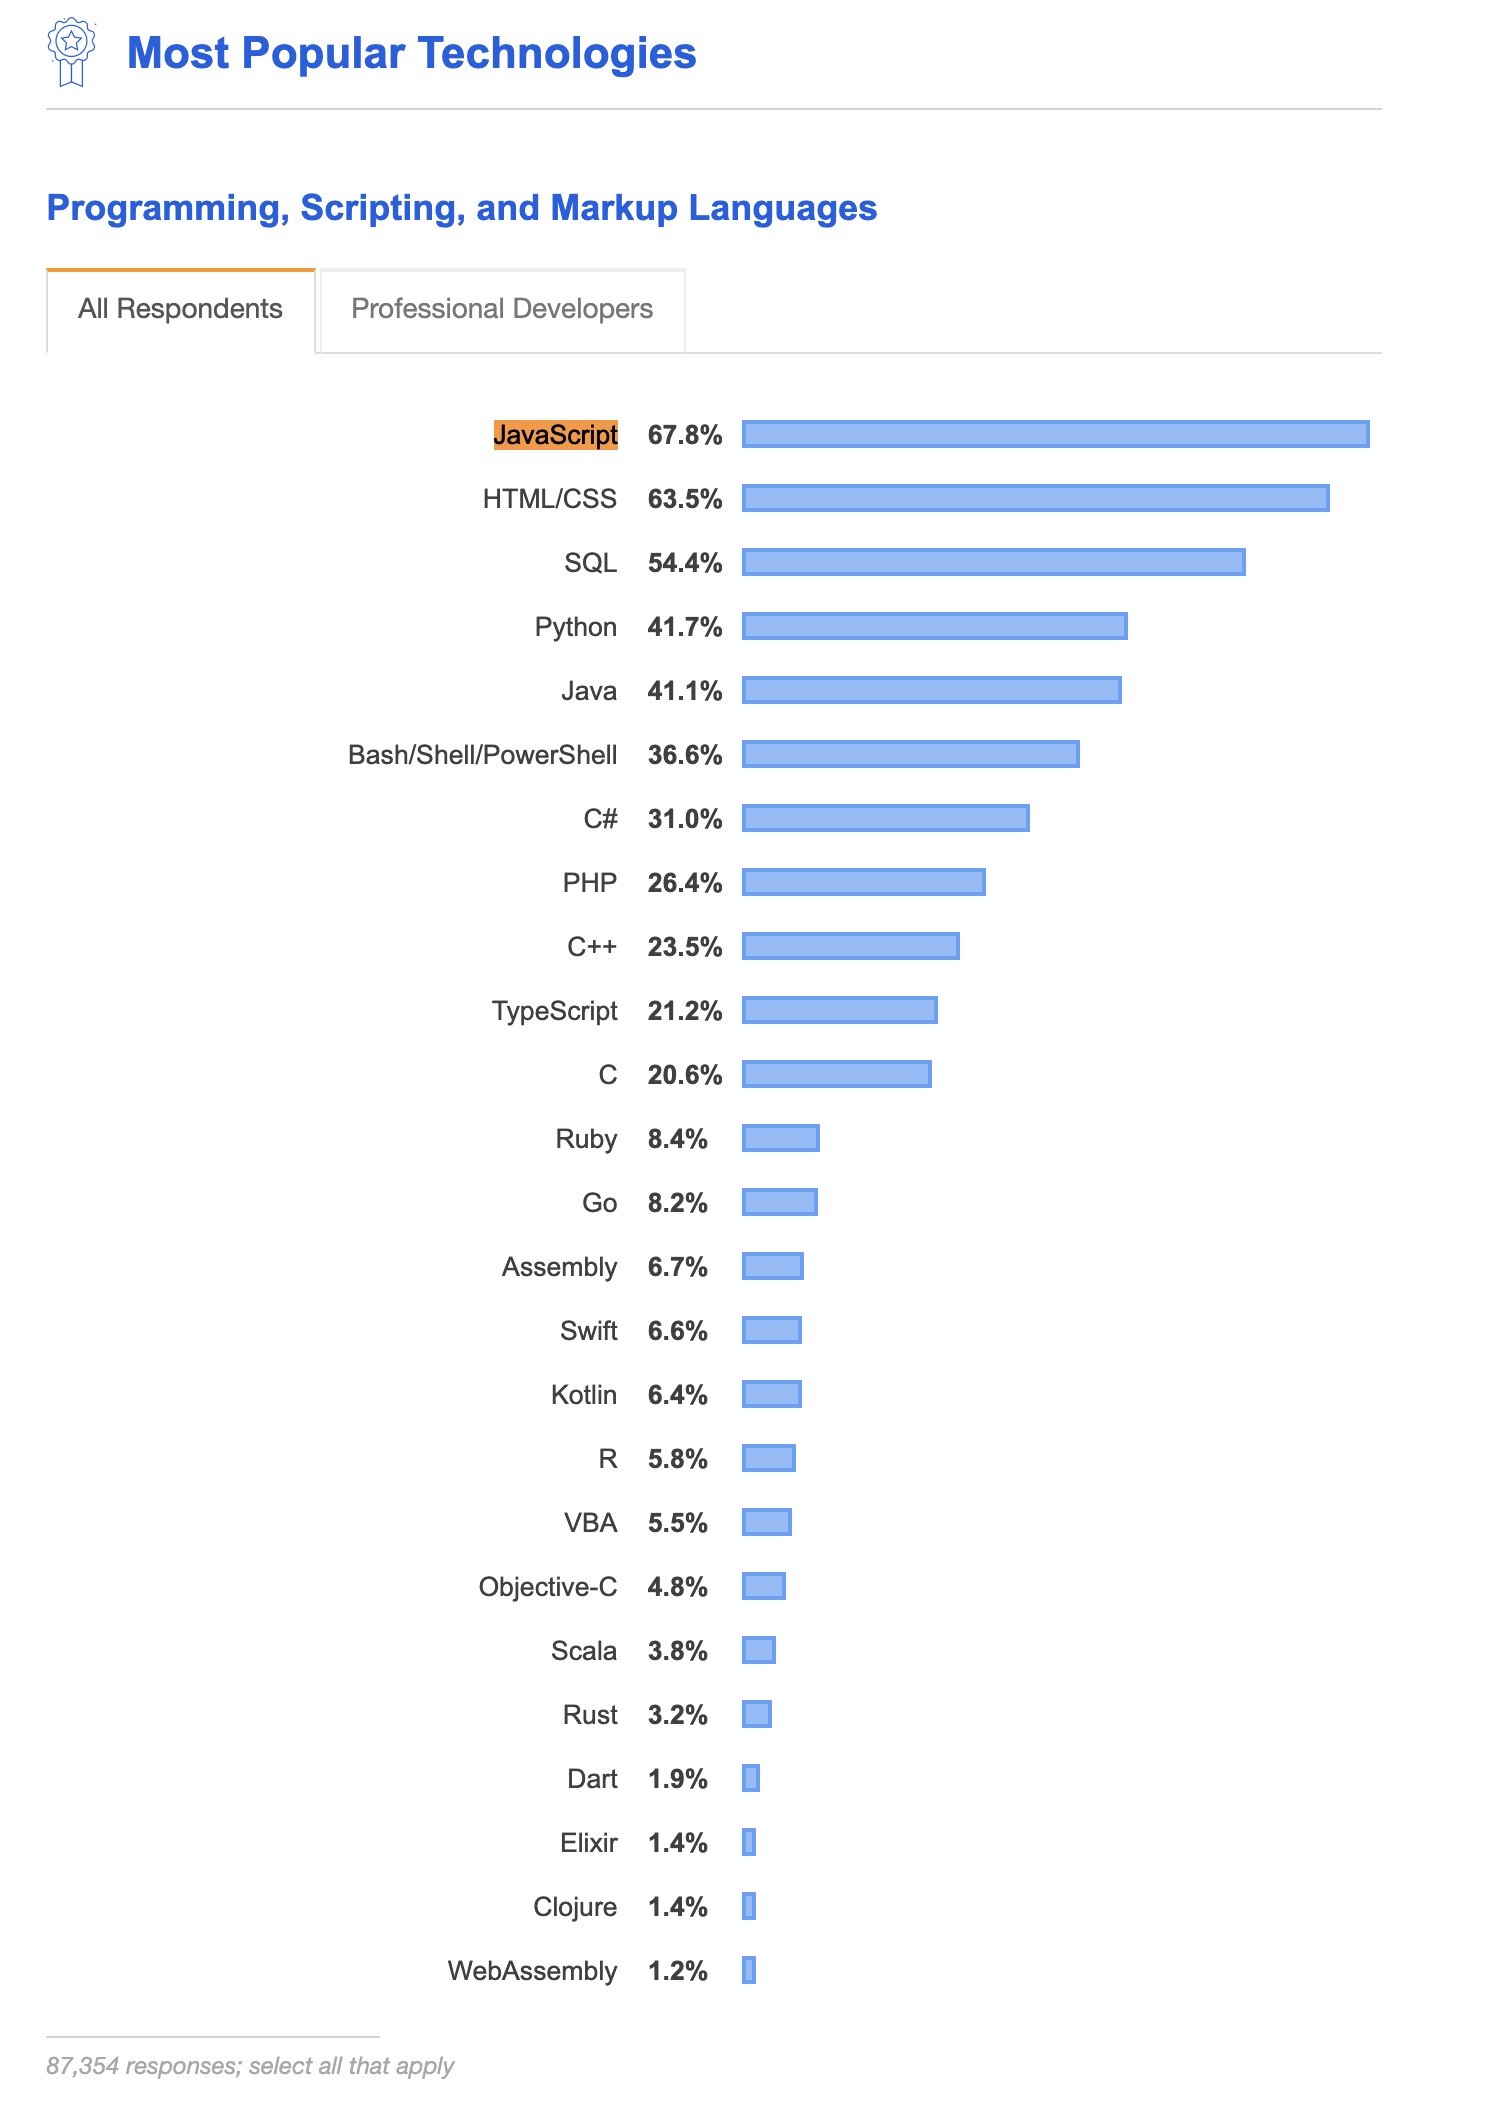 Most Popular Technologies
Programming, Scripting, and Markup Languages
All Respondents Professional Developers
JavaScript 67.8%
HTML/CSS 63.5%
SQL 54.4%
Python 41.7%
Java 41.1%
Bash/Shell/PowerShell 36.6%
C# 31.0%
PHP 26.4%
C++ 23.5%
TypeScript 21.2%
C 20.6%
Ruby 8.4%
Go 8.2%
Assembly 6.7%
Swift 6.6%
Kotlin 6.4%
R 5.8%
VBA 5.5%
Objective-C 4.8%
Scala 3.8%
Rust 3.2%
Dart 1.9%
Elixir 1.4%
Clojure 1.4%
WebAssembly 1.2%
87,354 responses; select all that apply